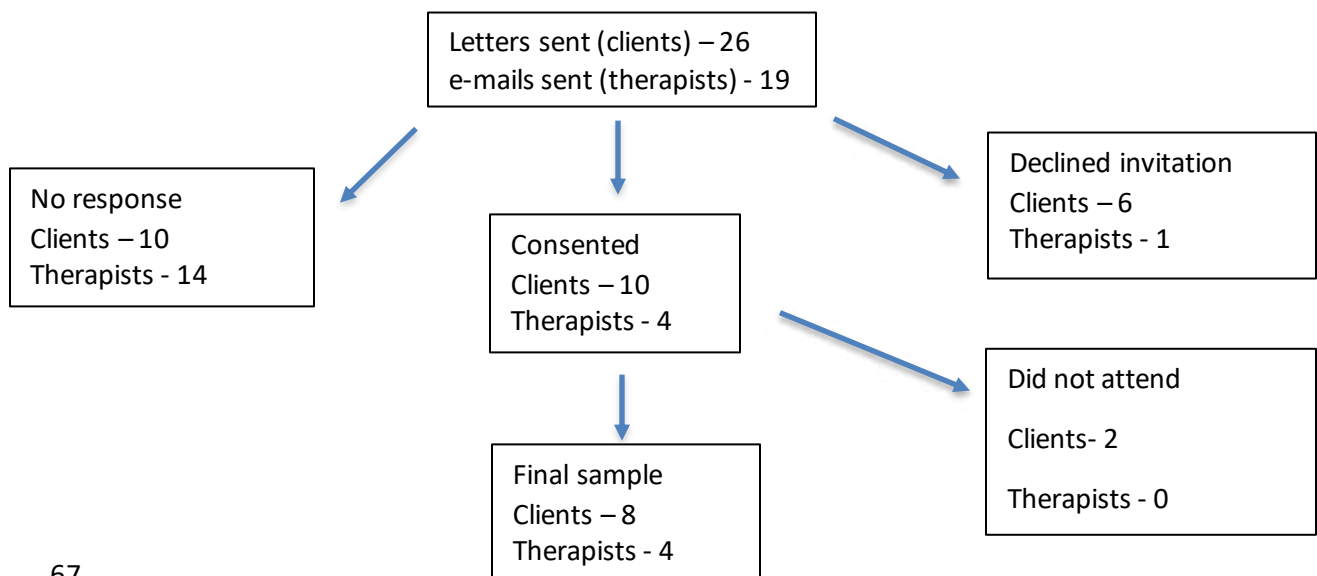 Letters sent (clients) – 26
e-mails sent (therapists) - 19
No response
Clients – 10
Therapists - 14
Consented
Clients – 10
Therapists - 4
Declined invitation
Clients – 6
Therapists - 1
Final sample
Clients – 8
Therapists - 4
Did not attend
Clients- 2
Therapists - 0
67